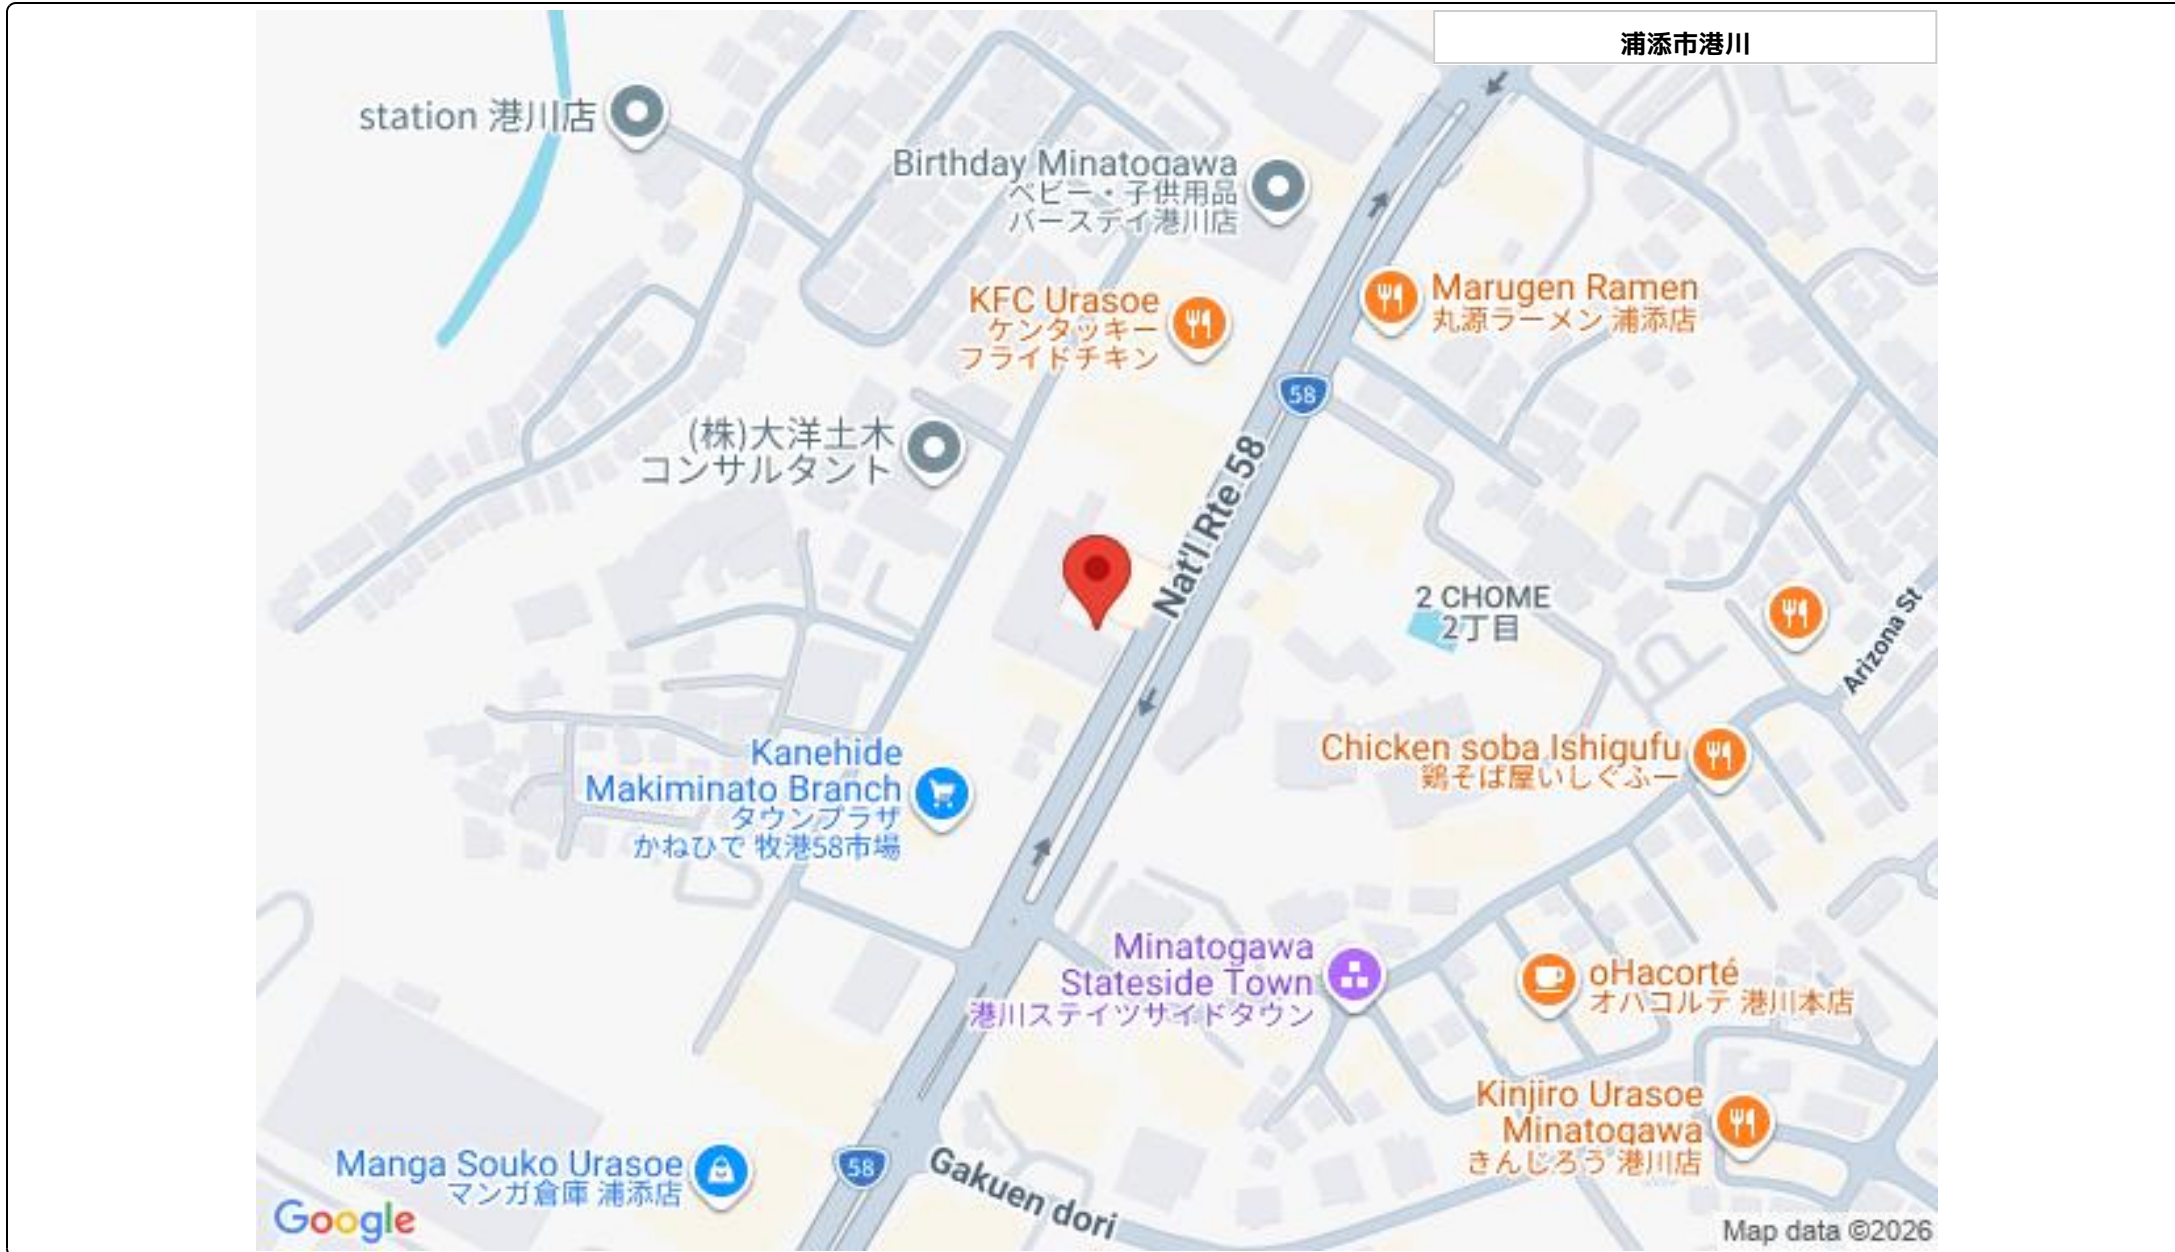 浦添市港川
station 港川店
Birthday Minatogawa
ベビー・子供用品
バースデイ港川店
KFC Urasoe
ケンタッキー
フライドチキン
Marugen Ramen
丸源ラーメン 浦添店
58
(株)大洋土木
コンサルタント
Nat'l Rte 58
2 CHOME
2丁目
Arizona St
Kanehide
Makiminato Branch
タウンプラザ
かねひで 牧港58市場
Chicken soba Ishigufu
鶏そば屋いしぐふー
Minatogawa
Stateside Town
港川ステイツサイドタウン
oHacorté
オハコルテ 港川本店
Kinjiro Urasoe
Minatogawa
きんじろう 港川店
Manga Souko Urasoe
マンガ倉庫 浦添店
58
Gakuen dori
Google
Map data ©2026